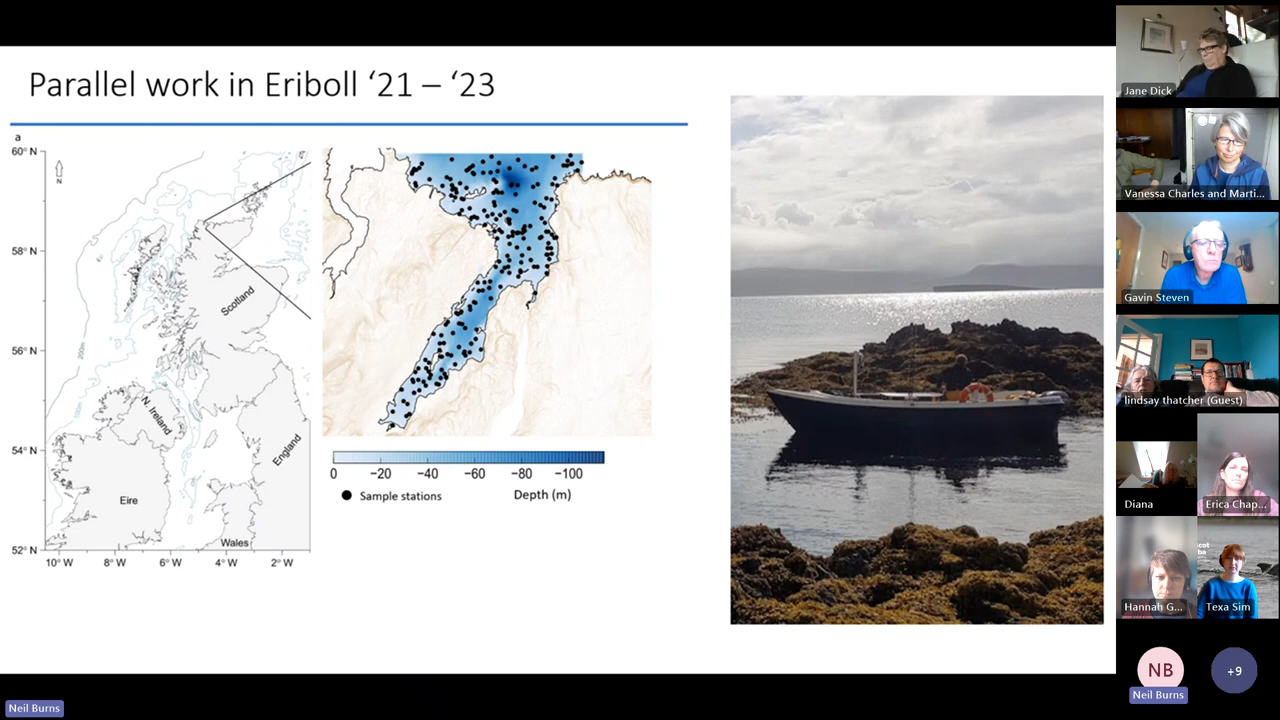 Parallel work in Eriboll ‘21 – ‘23
a
60° N
58° N
56° N
54° N
52° N
10° W 8° W 6° W 4° W 2° W
N
Scotland
N. Ireland
England
Eire
Wales
0 −20 −40 −60 −80 −100
Sample stations Depth (m)
Jane Dick
Vanessa Charles and Marti...
Gavin Steven
lindsay thatcher (Guest)
Diana
Erica Chap...
Hannah G...
Texa Sim
NB
Neil Burns
+9
Neil Burns